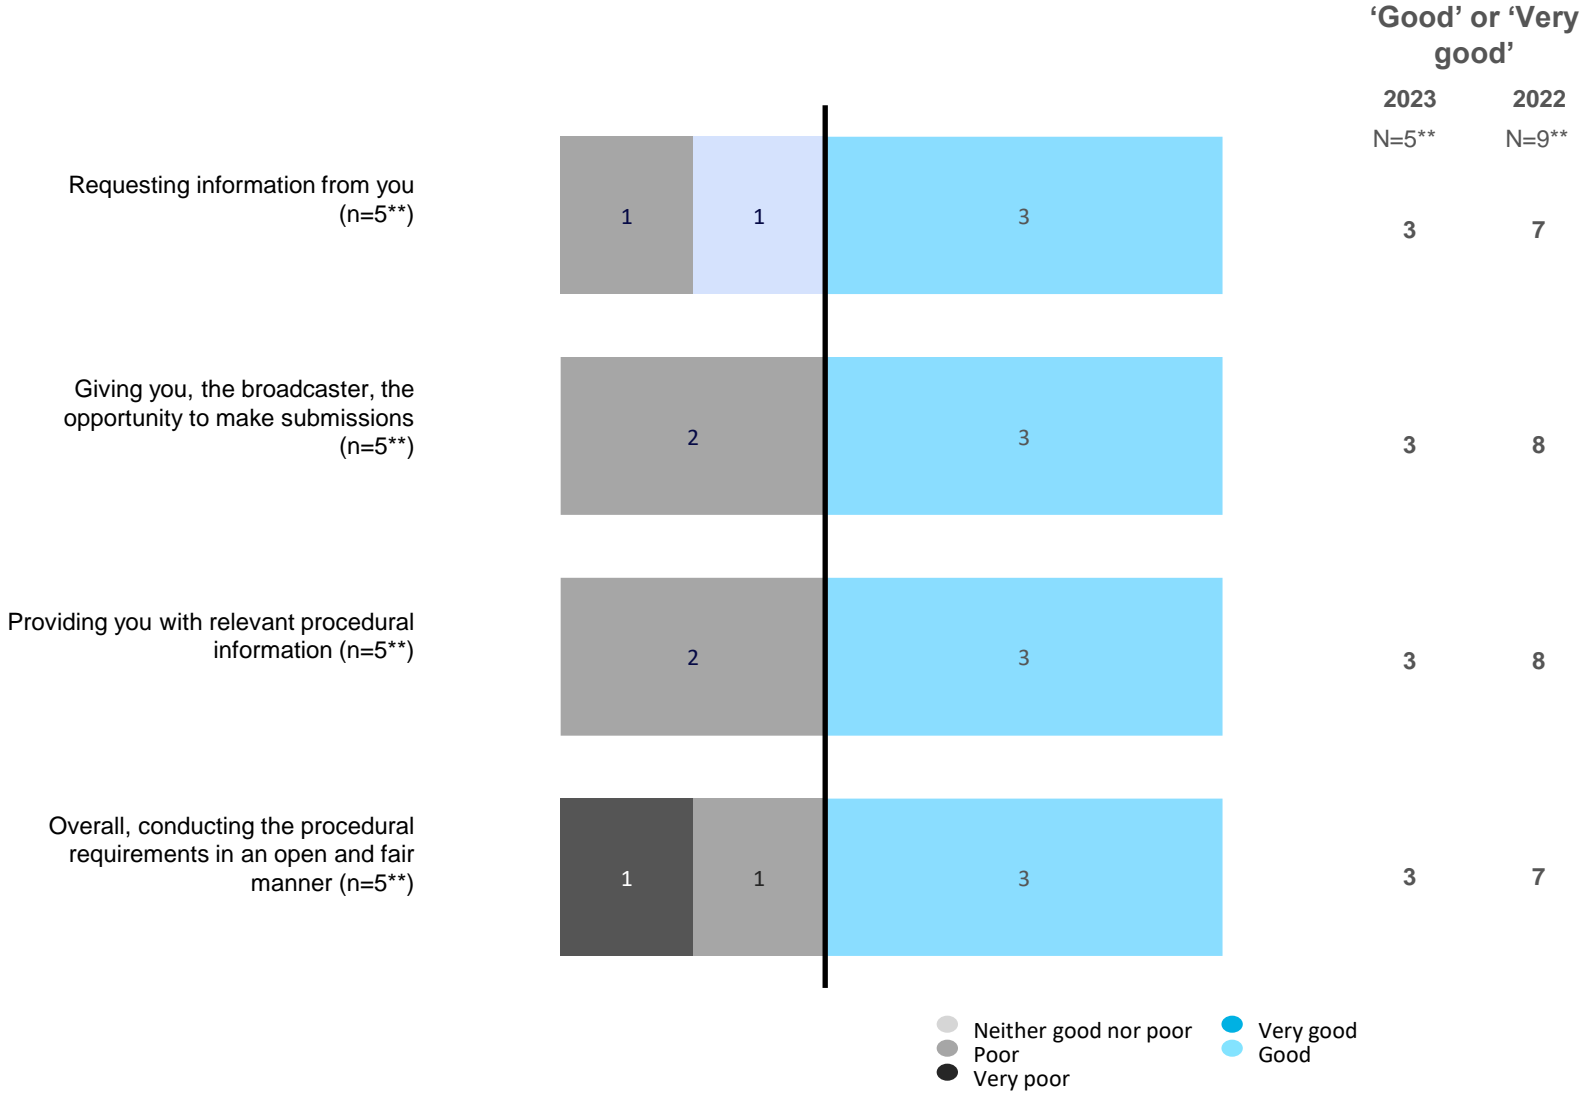 ‘Good’ or ‘Very
good’
2023 2022
N=5** N=9**
Requesting information from you
(n=5**)
1 1 3 3 7
Giving you, the broadcaster, the
opportunity to make submissions
(n=5**)
2 3 3 8
Providing you with relevant procedural
information (n=5**)
2 3 3 8
Overall, conducting the procedural
requirements in an open and fair
manner (n=5**)
1 1 3 3 7
Neither good nor poor Very good
Poor Good
Very poor